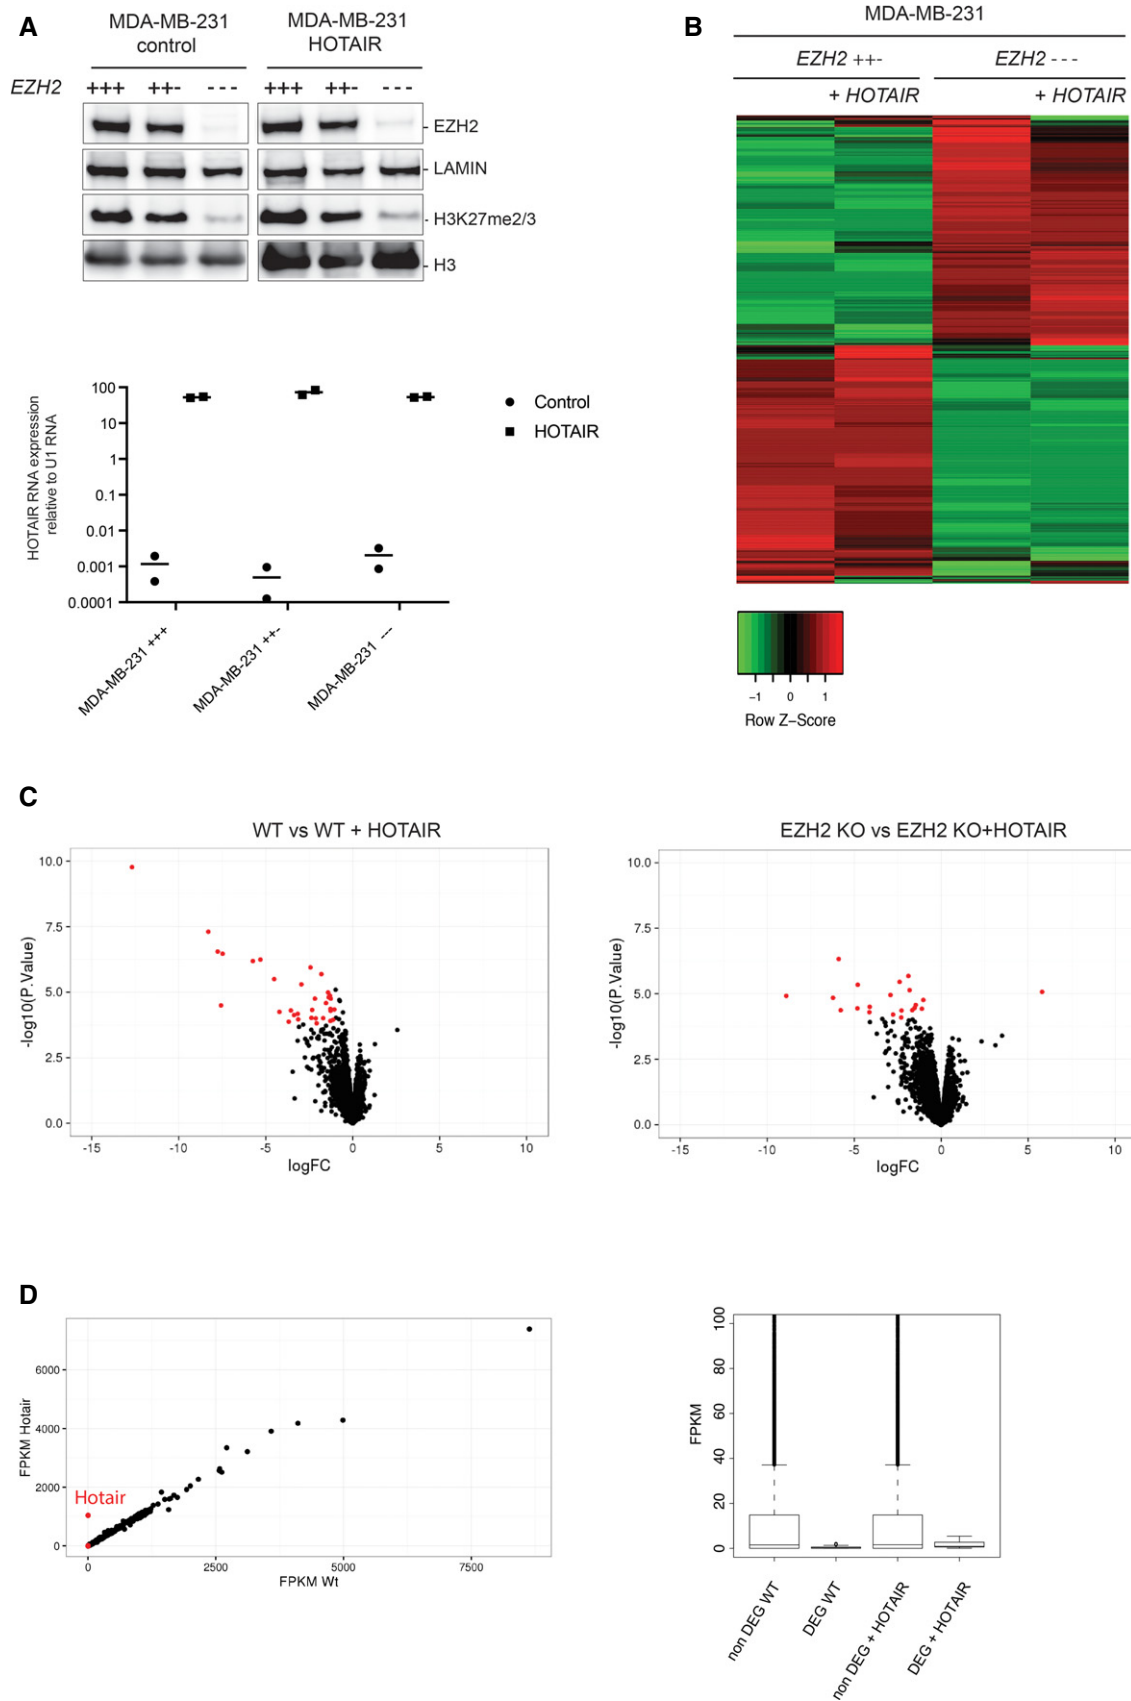 A
MDA-MB-231
control
MDA-MB-231
HOTAIR
EZH2
+++ ++- ---
+++ ++- ---
EZH2
LAMIN
H3K27me2/3
H3
HOTAIR RNA expression
relative to U1 RNA
100
10
1
0.1
0.01
0.001
0.0001
MDA-MB-231 +++
MDA-MB-231 ++-
MDA-MB-231 ---
Control
HOTAIR
B
MDA-MB-231
EZH2 ++-
EZH2 ---
+ HOTAIR
+ HOTAIR
-1 0 1
Row Z-Score
C
WT vs WT + HOTAIR
-log10(P.Value)
10.0
7.5
5.0
2.5
0.0
-15 -10 -5 0 5 10
logFC
EZH2 KO vs EZH2 KO+HOTAIR
-log10(P.Value)
10.0
7.5
5.0
2.5
0.0
-15 -10 -5 0 5 10
logFC
D
FPKM Hotair
6000
4000
2000
0
Hotair
0 2500 5000 7500
FPKM Wt
FPKM
100
80
60
40
20
0
non DEG WT
DEG WT
non DEG + HOTAIR
DEG + HOTAIR